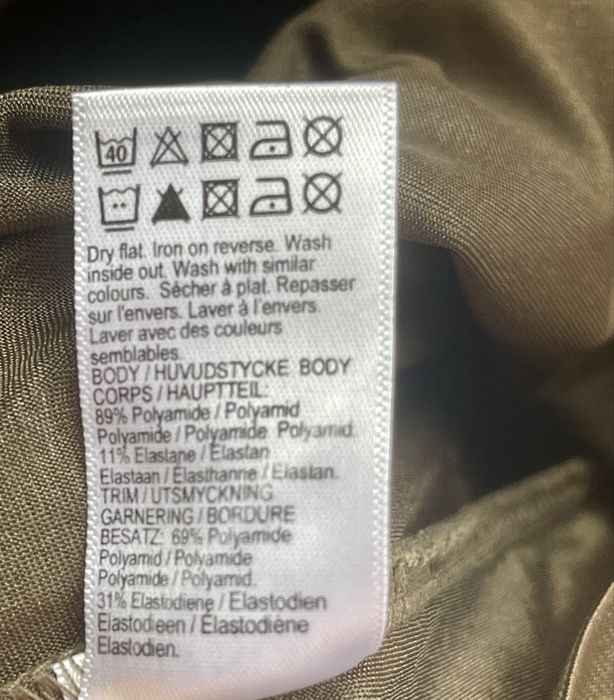 40
Dry flat. Iron on reverse. Wash
inside out. Wash with similar
colours. Sécher à plat. Repasser
sur l'envers. Laver à l'envers.
Laver avec des couleurs
semblables.
BODY / HUVUDSTYCKE BODY
CORPS / HAUPTTEIL:
89% Polyamide / Polyamid
Polyamide / Polyamide Polyamid.
11% Elastane / Elastan
Elastaan / Élasthanne / Elastan.
TRIM / UTSMYCKNING
GARNERING / BORDURE
BESATZ: 69% Polyamide
Polyamid / Polyamide
Polyamide / Polyamid.
31% Elastodiene / Elastodien
Elastodieen / Élastodiène
Elastodien.